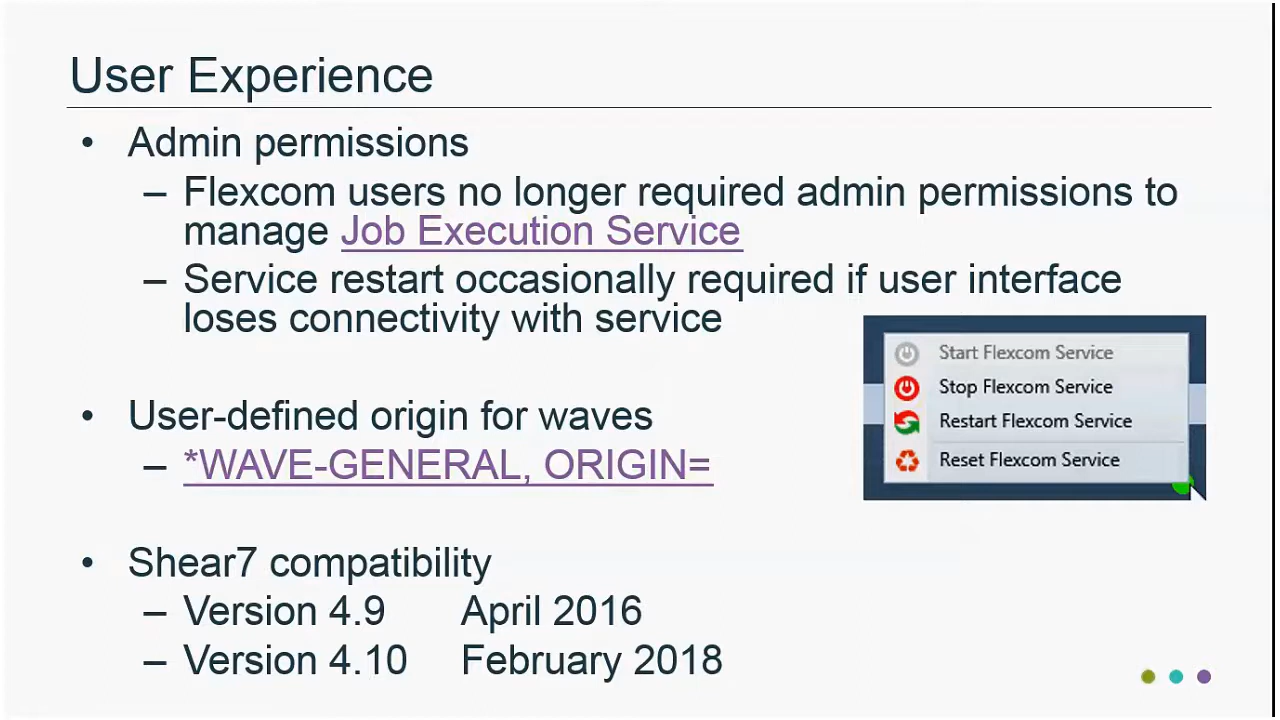 User Experience
• Admin permissions
– Flexcom users no longer required admin permissions to
manage Job Execution Service
– Service restart occasionally required if user interface
loses connectivity with service
Start Flexcom Service
Stop Flexcom Service
Restart Flexcom Service
Reset Flexcom Service
• User-defined origin for waves
– *WAVE-GENERAL, ORIGIN=
• Shear7 compatibility
– Version 4.9 April 2016
– Version 4.10 February 2018